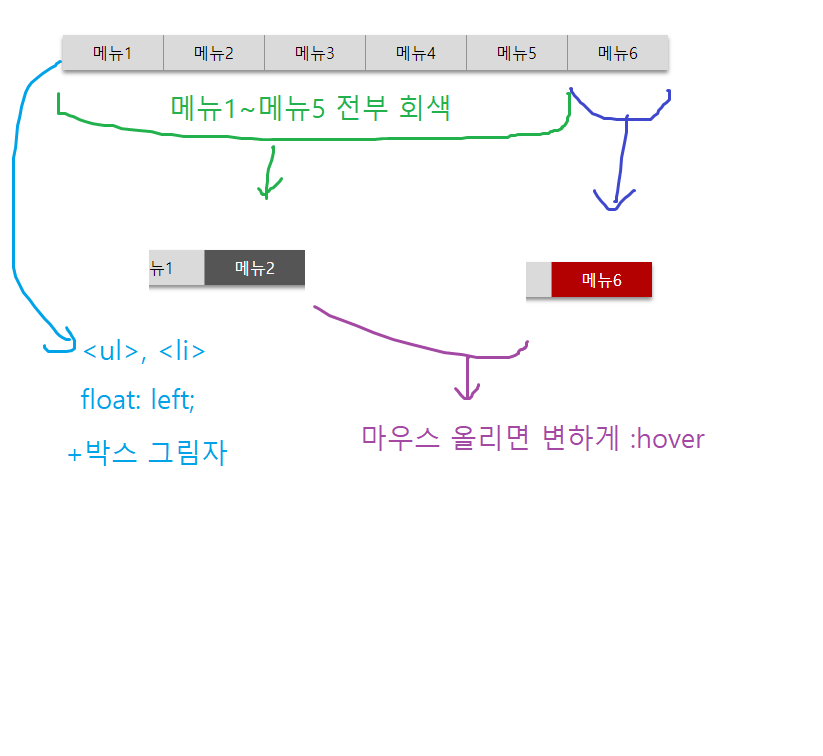 메뉴1 메뉴2 메뉴3 메뉴4 메뉴5 메뉴6
메뉴1~메뉴5 전부 회색
뉴1 메뉴2
메뉴6
<ul>, <li>
float: left;
+박스 그림자
마우스 올리면 변하게 :hover